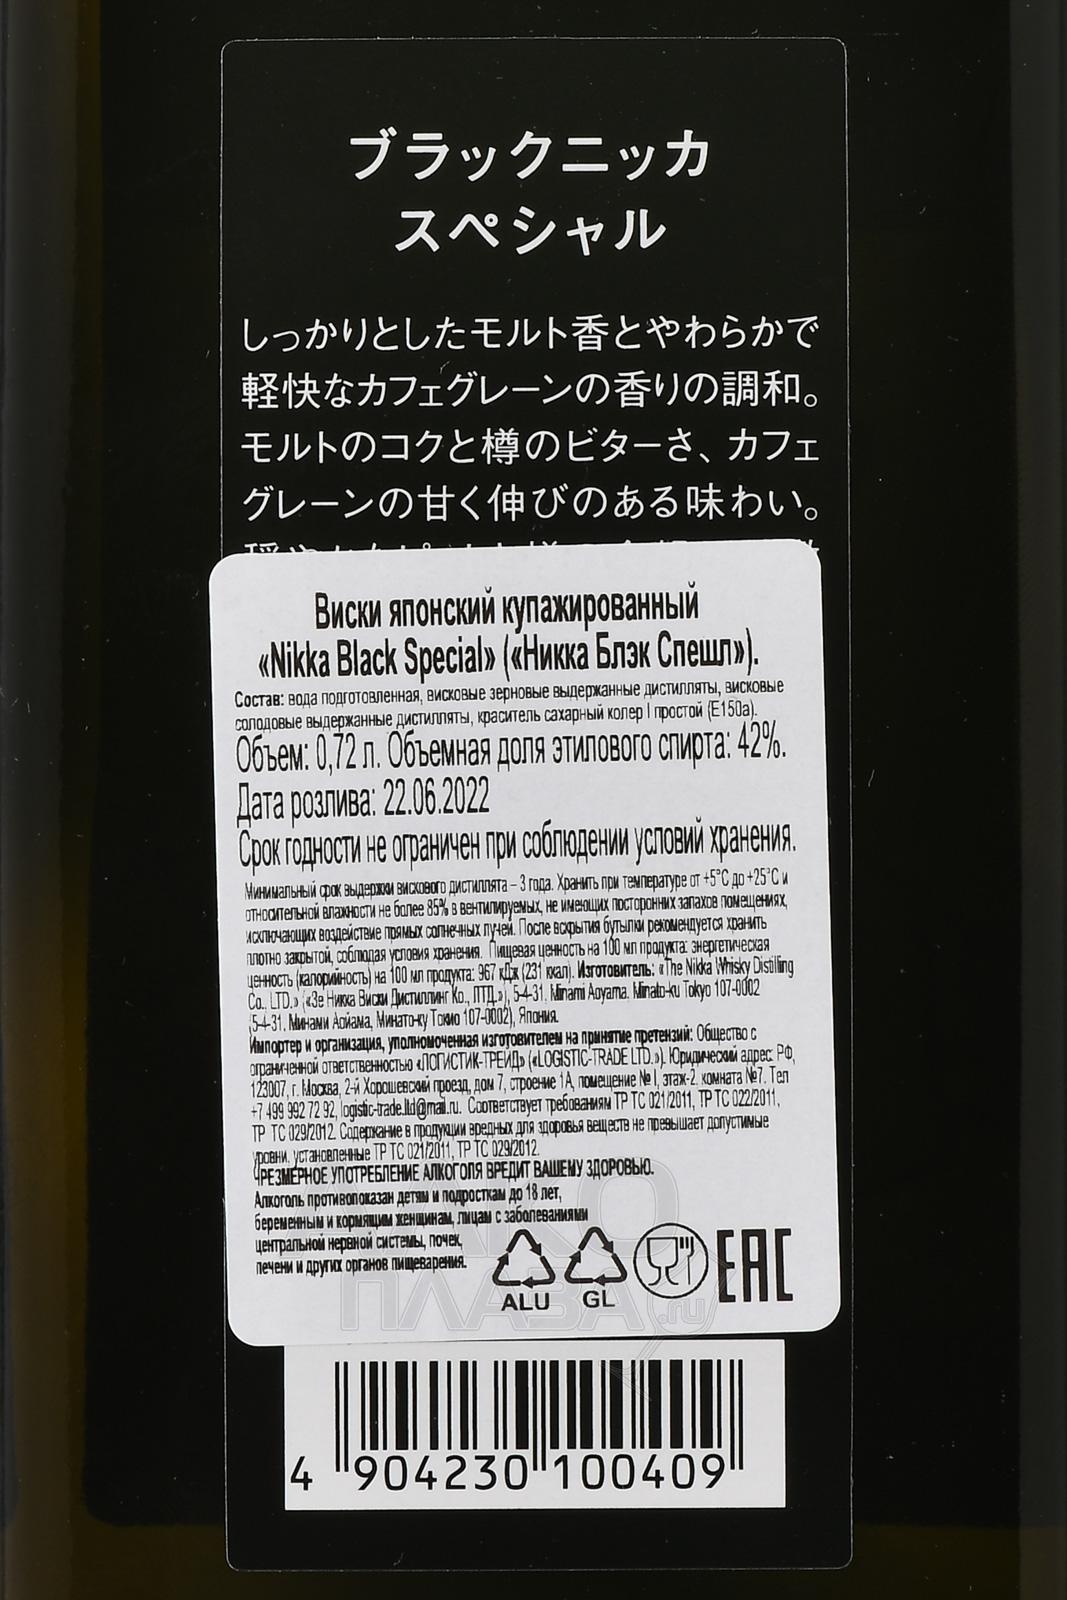 ブラックニッカ
スペシャル
しっかりとしたモルト香とやわらかで
軽快なカフェグレーンの香りの調和。
モルトのコクと樽のビターさ、カフェ
グレーンの甘く伸びのある味わい。
Виски японский купажированный
«Nikka Black Special» («Никка Блэк Спешл»).
Состав: вода подготовленная, висковые зерновые выдержанные дистилляты, висковые
солодовые выдержанные дистилляты, краситель сахарный колер I простой (E150a).
Объем: 0,72 л. Объемная доля этилового спирта: 42%.
Дата розлива: 22.06.2022
Срок годности не ограничен при соблюдении условий хранения.
Минимальный срок выдержки вискового дистиллята – 3 года. Хранить при температуре от +5°C до +25°C и
относительной влажности не более 85% в вентилируемых, не имеющих посторонних запахов помещениях,
исключающих воздействие прямых солнечных лучей. После вскрытия бутылки рекомендуется хранить
плотно закрытой, соблюдая условия хранения. Пищевая ценность на 100 мл продукта: энергетическая
ценность (калорийность) на 100 мл продукта: 967 кДж (231 ккал). Изготовитель: «The Nikka Whisky Distilling
Co., LTD.» («Зе Никка Виски Дистиллинг Ко., ЛТД.»), 5-4-31, Minami Aoyama. Minato-ku Tokyo 107-0002
(5-4-31, Минами Аойама, Минато-ку Токио 107-0002), Япония.
Импортер и организация, уполномоченная изготовителем на принятие претензий: Общество с
ограниченной ответственностью «ЛОГИСТИК-ТРЕЙД» («LOGISTIC-TRADE LTD.»). Юридический адрес: РФ,
123007, г. Москва, 2-й Хорошевский проезд, дом 7, строение 1А, помещение № I, этаж-2. комната №7. Тел
+7 499 992 72 92, logistic-trade.ltd@mail.ru. Соответствует требованиям ТР ТС 021/2011, ТР ТС 022/2011,
ТР ТС 029/2012. Содержание в продукции вредных для здоровья веществ не превышает допустимые
уровни, установленные ТР ТС 021/2011, ТР ТС 029/2012.
ЧРЕЗМЕРНОЕ УПОТРЕБЛЕНИЕ АЛКОГОЛЯ ВРЕДИТ ВАШЕМУ ЗДОРОВЬЮ.
Алкоголь противопоказан детям и подросткам до 18 лет,
беременным и кормящим женщинам, лицам с заболеваниями
центральной нервной системы, почек,
печени и других органов пищеварения.
ALU GL EAC
АЛКО
ПЛАЗА.ru
4 904230 100409